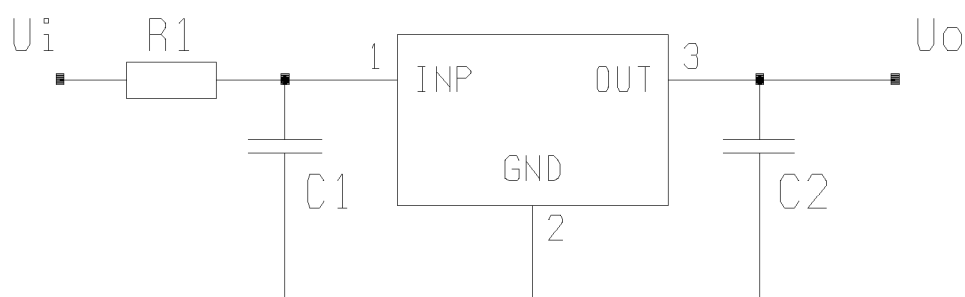 Ui R1 Uo
1 3
INP OUT
GND
C1 C2
2